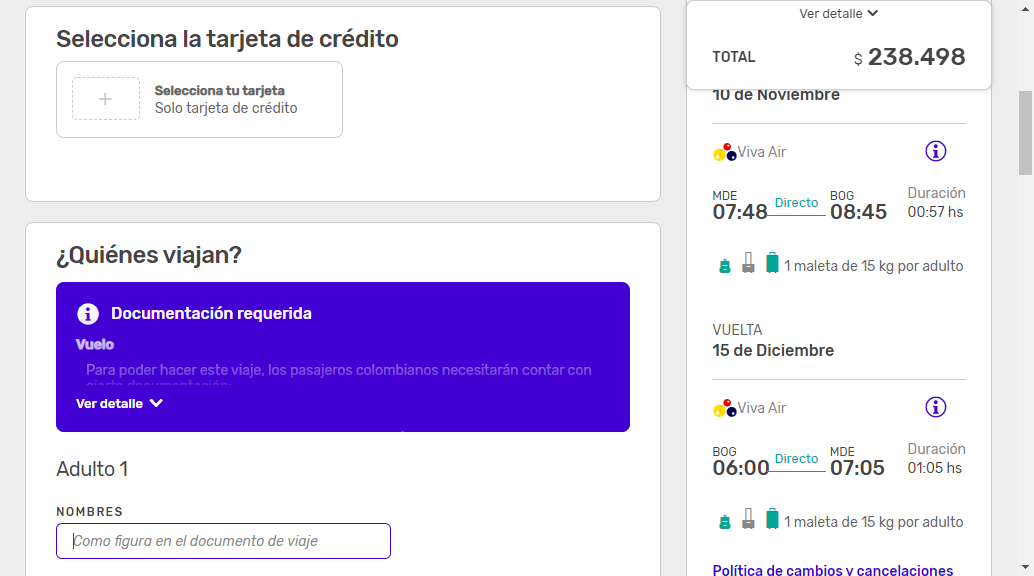 Selecciona la tarjeta de crédito
Selecciona tu tarjeta
Solo tarjeta de crédito
¿Quiénes viajan?
Documentación requerida
Vuelo
Para poder hacer este viaje, los pasajeros colombianos necesitarán contar con
cierta documentación:
Ver detalle
Adulto 1
NOMBRES
Como figura en el documento de viaje
Ver detalle
TOTAL $ 238.498
10 de Noviembre
Viva Air
MDE Directo BOG Duración
07:48 08:45 00:57 hs
1 maleta de 15 kg por adulto
VUELTA
15 de Diciembre
Viva Air
BOG Directo MDE Duración
06:00 07:05 01:05 hs
1 maleta de 15 kg por adulto
Política de cambios y cancelaciones